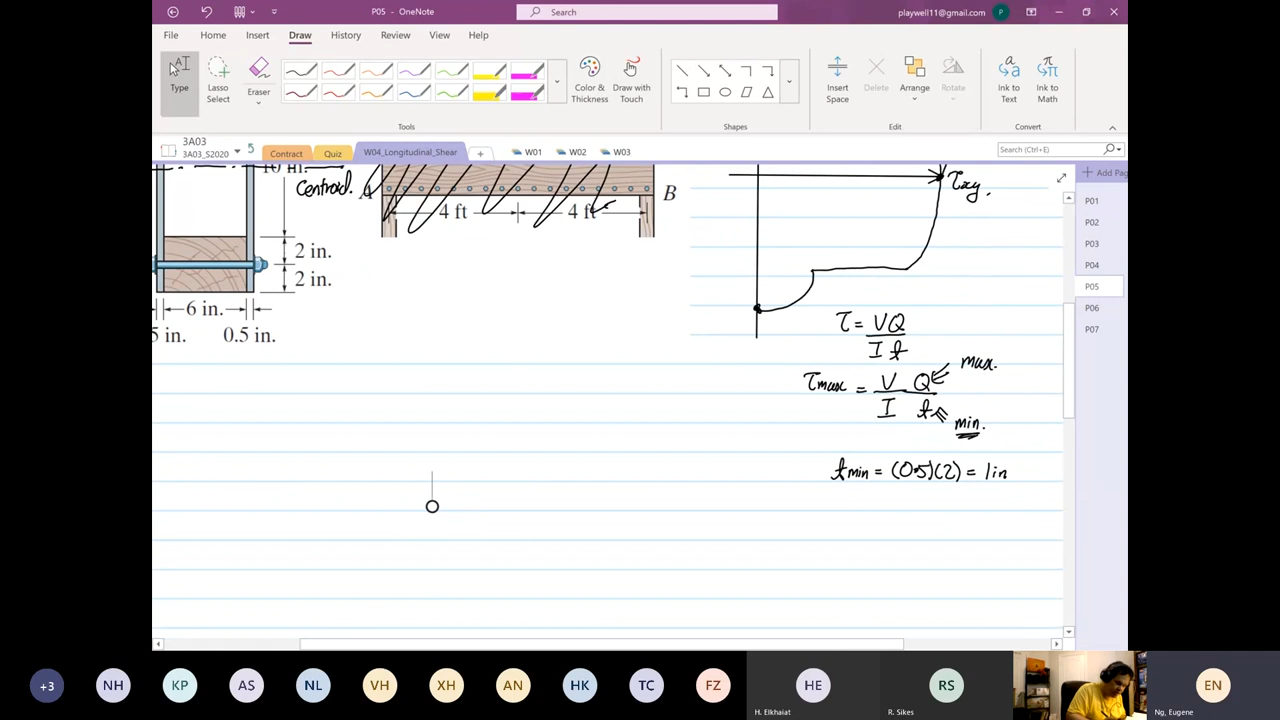 P05 - OneNote
Search
playwell11@gmail.com
P
File Home Insert Draw History Review View Help
Type
Lasso Select
Eraser
Color & Thickness
Draw with Touch
Insert Space
Delete
Arrange
Rotate
Ink to Text
Ink to Math
Tools
Shapes
Edit
Convert
3A03
3A03_S2020
5
Contract
Quiz
W04_Longitudinal_Shear
W01
W02
W03
Search (Ctrl+E)
Add Pag
P01
P02
P03
P04
P05
P06
P07
10 in.
Centroid.
A
B
4 ft
4 ft
2 in.
2 in.
6 in.
5 in.
0.5 in.
τxy.
τ = VQ / I t
τmax = V Q / I t
max.
min.
tmin = (0.5)(2) = 1in
+3 NH KP AS NL VH XH AN HK TC FZ HE RS EN
H. Elkhaiat
R. Sikes
Ng, Eugene